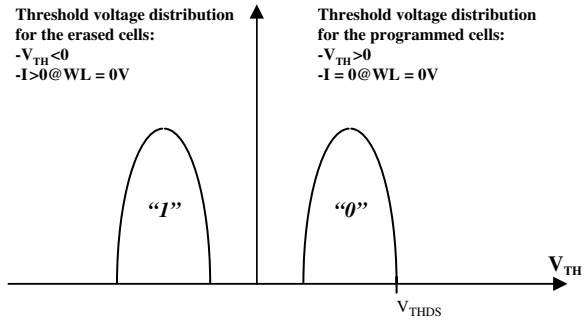 Threshold voltage distribution
for the erased cells:
-VTH<0
-I>0@WL = 0V
Threshold voltage distribution
for the programmed cells:
-VTH>0
-I = 0@WL = 0V
“1”
“0”
VTH
VTHDS